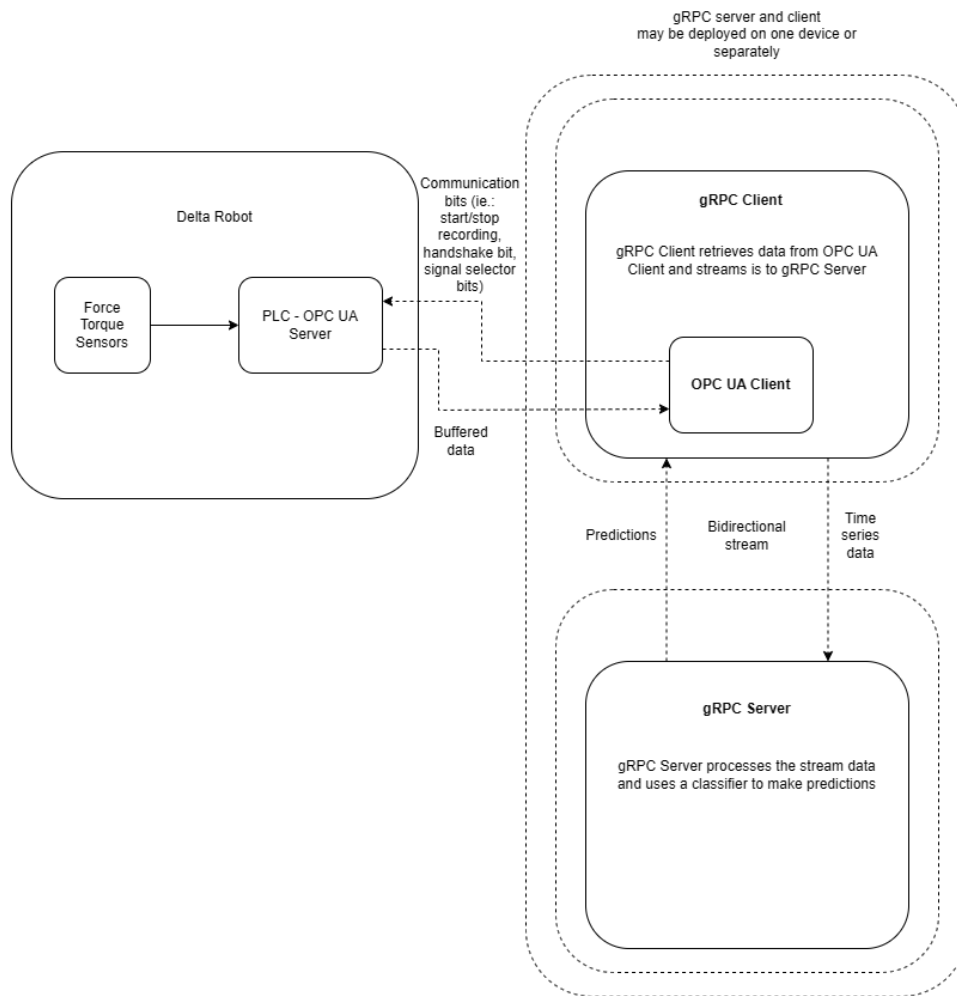 gRPC server and client
may be deployed on one device or
separately
Delta Robot
Force
Torque
Sensors
PLC - OPC UA
Server
Communication
bits (ie.:
start/stop
recording,
handshake bit,
signal selector
bits)
Buffered
data
gRPC Client
gRPC Client retrieves data from OPC UA
Client and streams is to gRPC Server
OPC UA Client
Predictions
Bidirectional
stream
Time
series
data
gRPC Server
gRPC Server processes the stream data
and uses a classifier to make predictions